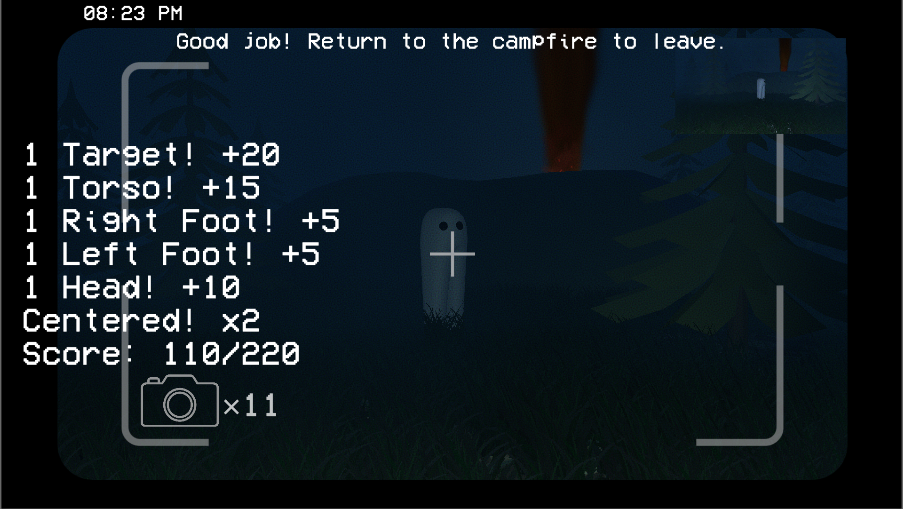 08:23 PM
Good job! Return to the campfire to leave.
1 Target! +20
1 Torso! +15
1 Right Foot! +5
1 Left Foot! +5
1 Head! +10
Centered! x2
Score: 110/220
x11